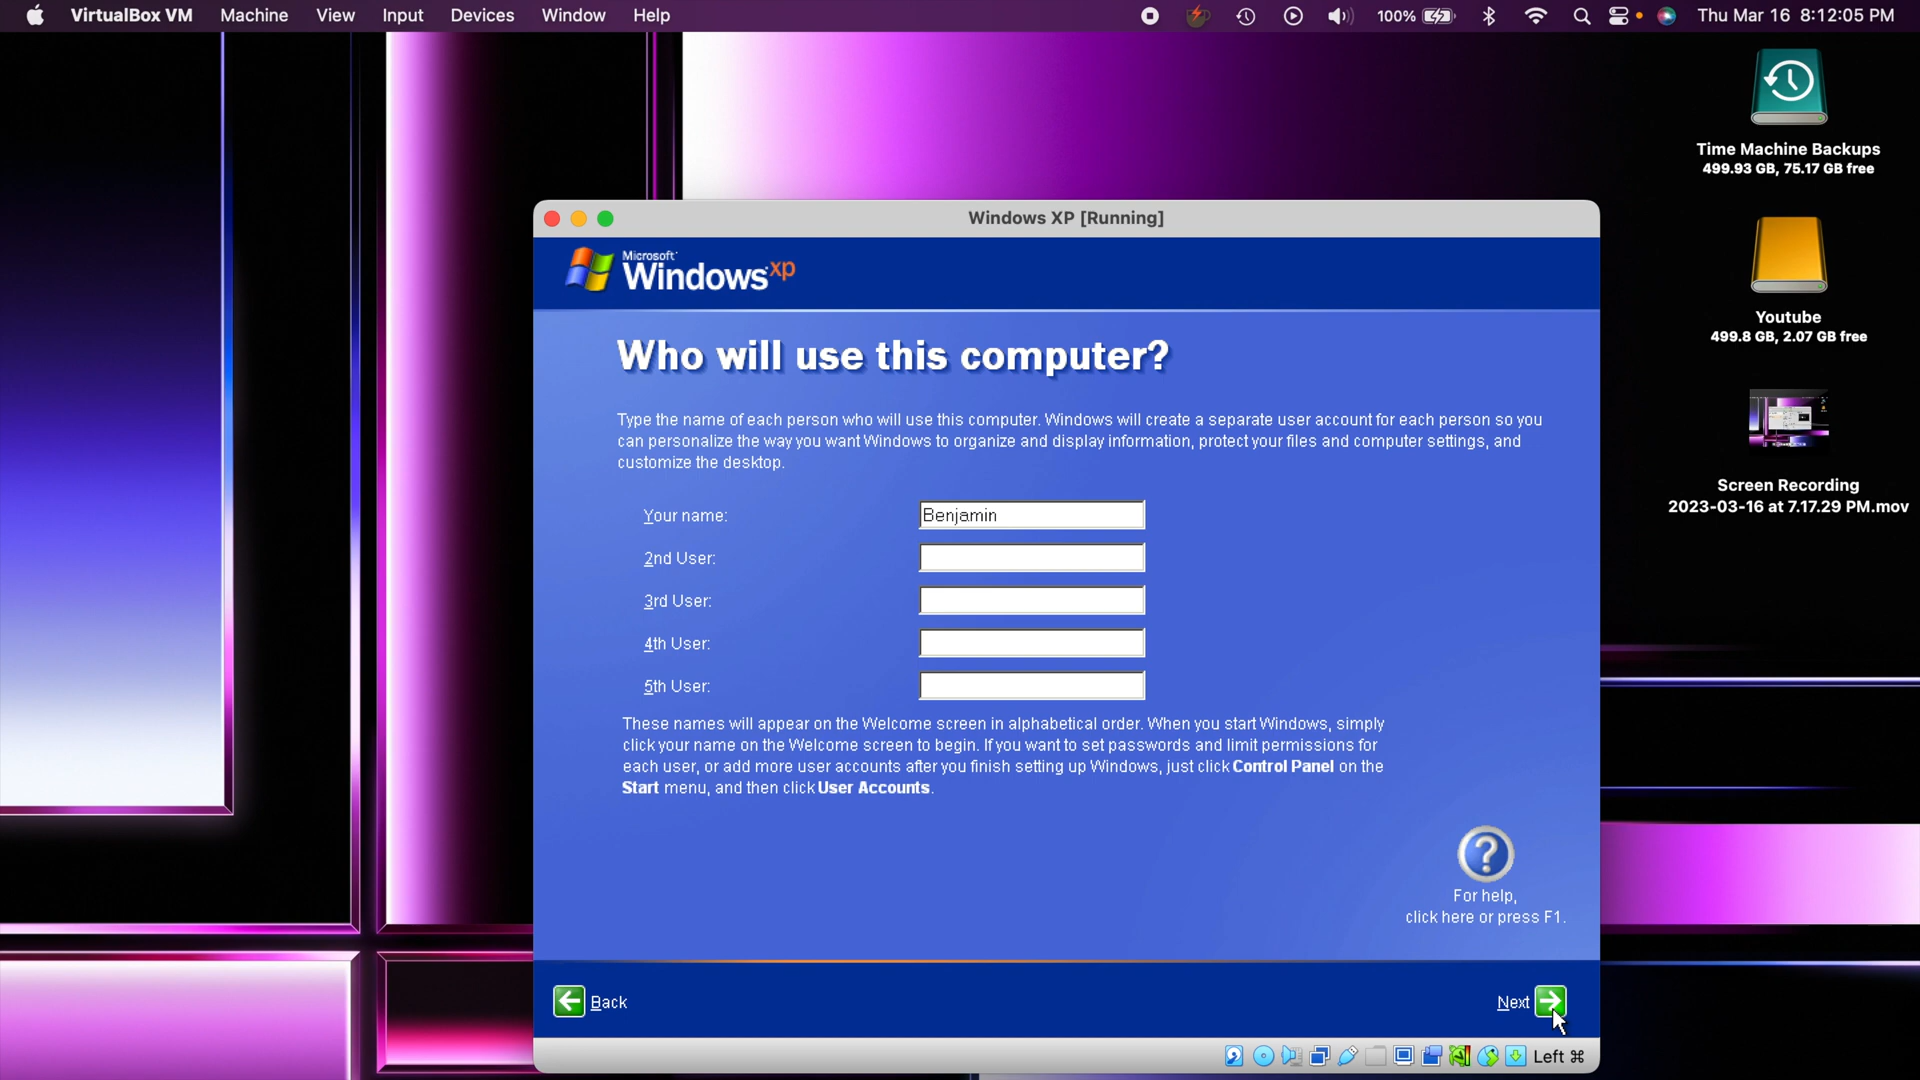 VirtualBox VM Machine View Input Devices Window Help 100% Thu Mar 16 8:12:05 PM
Time Machine Backups
499.93 GB, 75.17 GB free
Youtube
499.8 GB, 2.07 GB free
Screen Recording
2023-03-16 at 7.17.29 PM.mov
Windows XP [Running]
Microsoft
Windows xp
Who will use this computer?
Type the name of each person who will use this computer. Windows will create a separate user account for each person so you
can personalize the way you want Windows to organize and display information, protect your files and computer settings, and
customize the desktop.
Your name: Benjamin
2nd User:
3rd User:
4th User:
5th User:
These names will appear on the Welcome screen in alphabetical order. When you start Windows, simply
click your name on the Welcome screen to begin. If you want to set passwords and limit permissions for
each user, or add more user accounts after you finish setting up Windows, just click Control Panel on the
Start menu, and then click User Accounts.
For help,
click here or press F1.
Back Next
Left ⌘